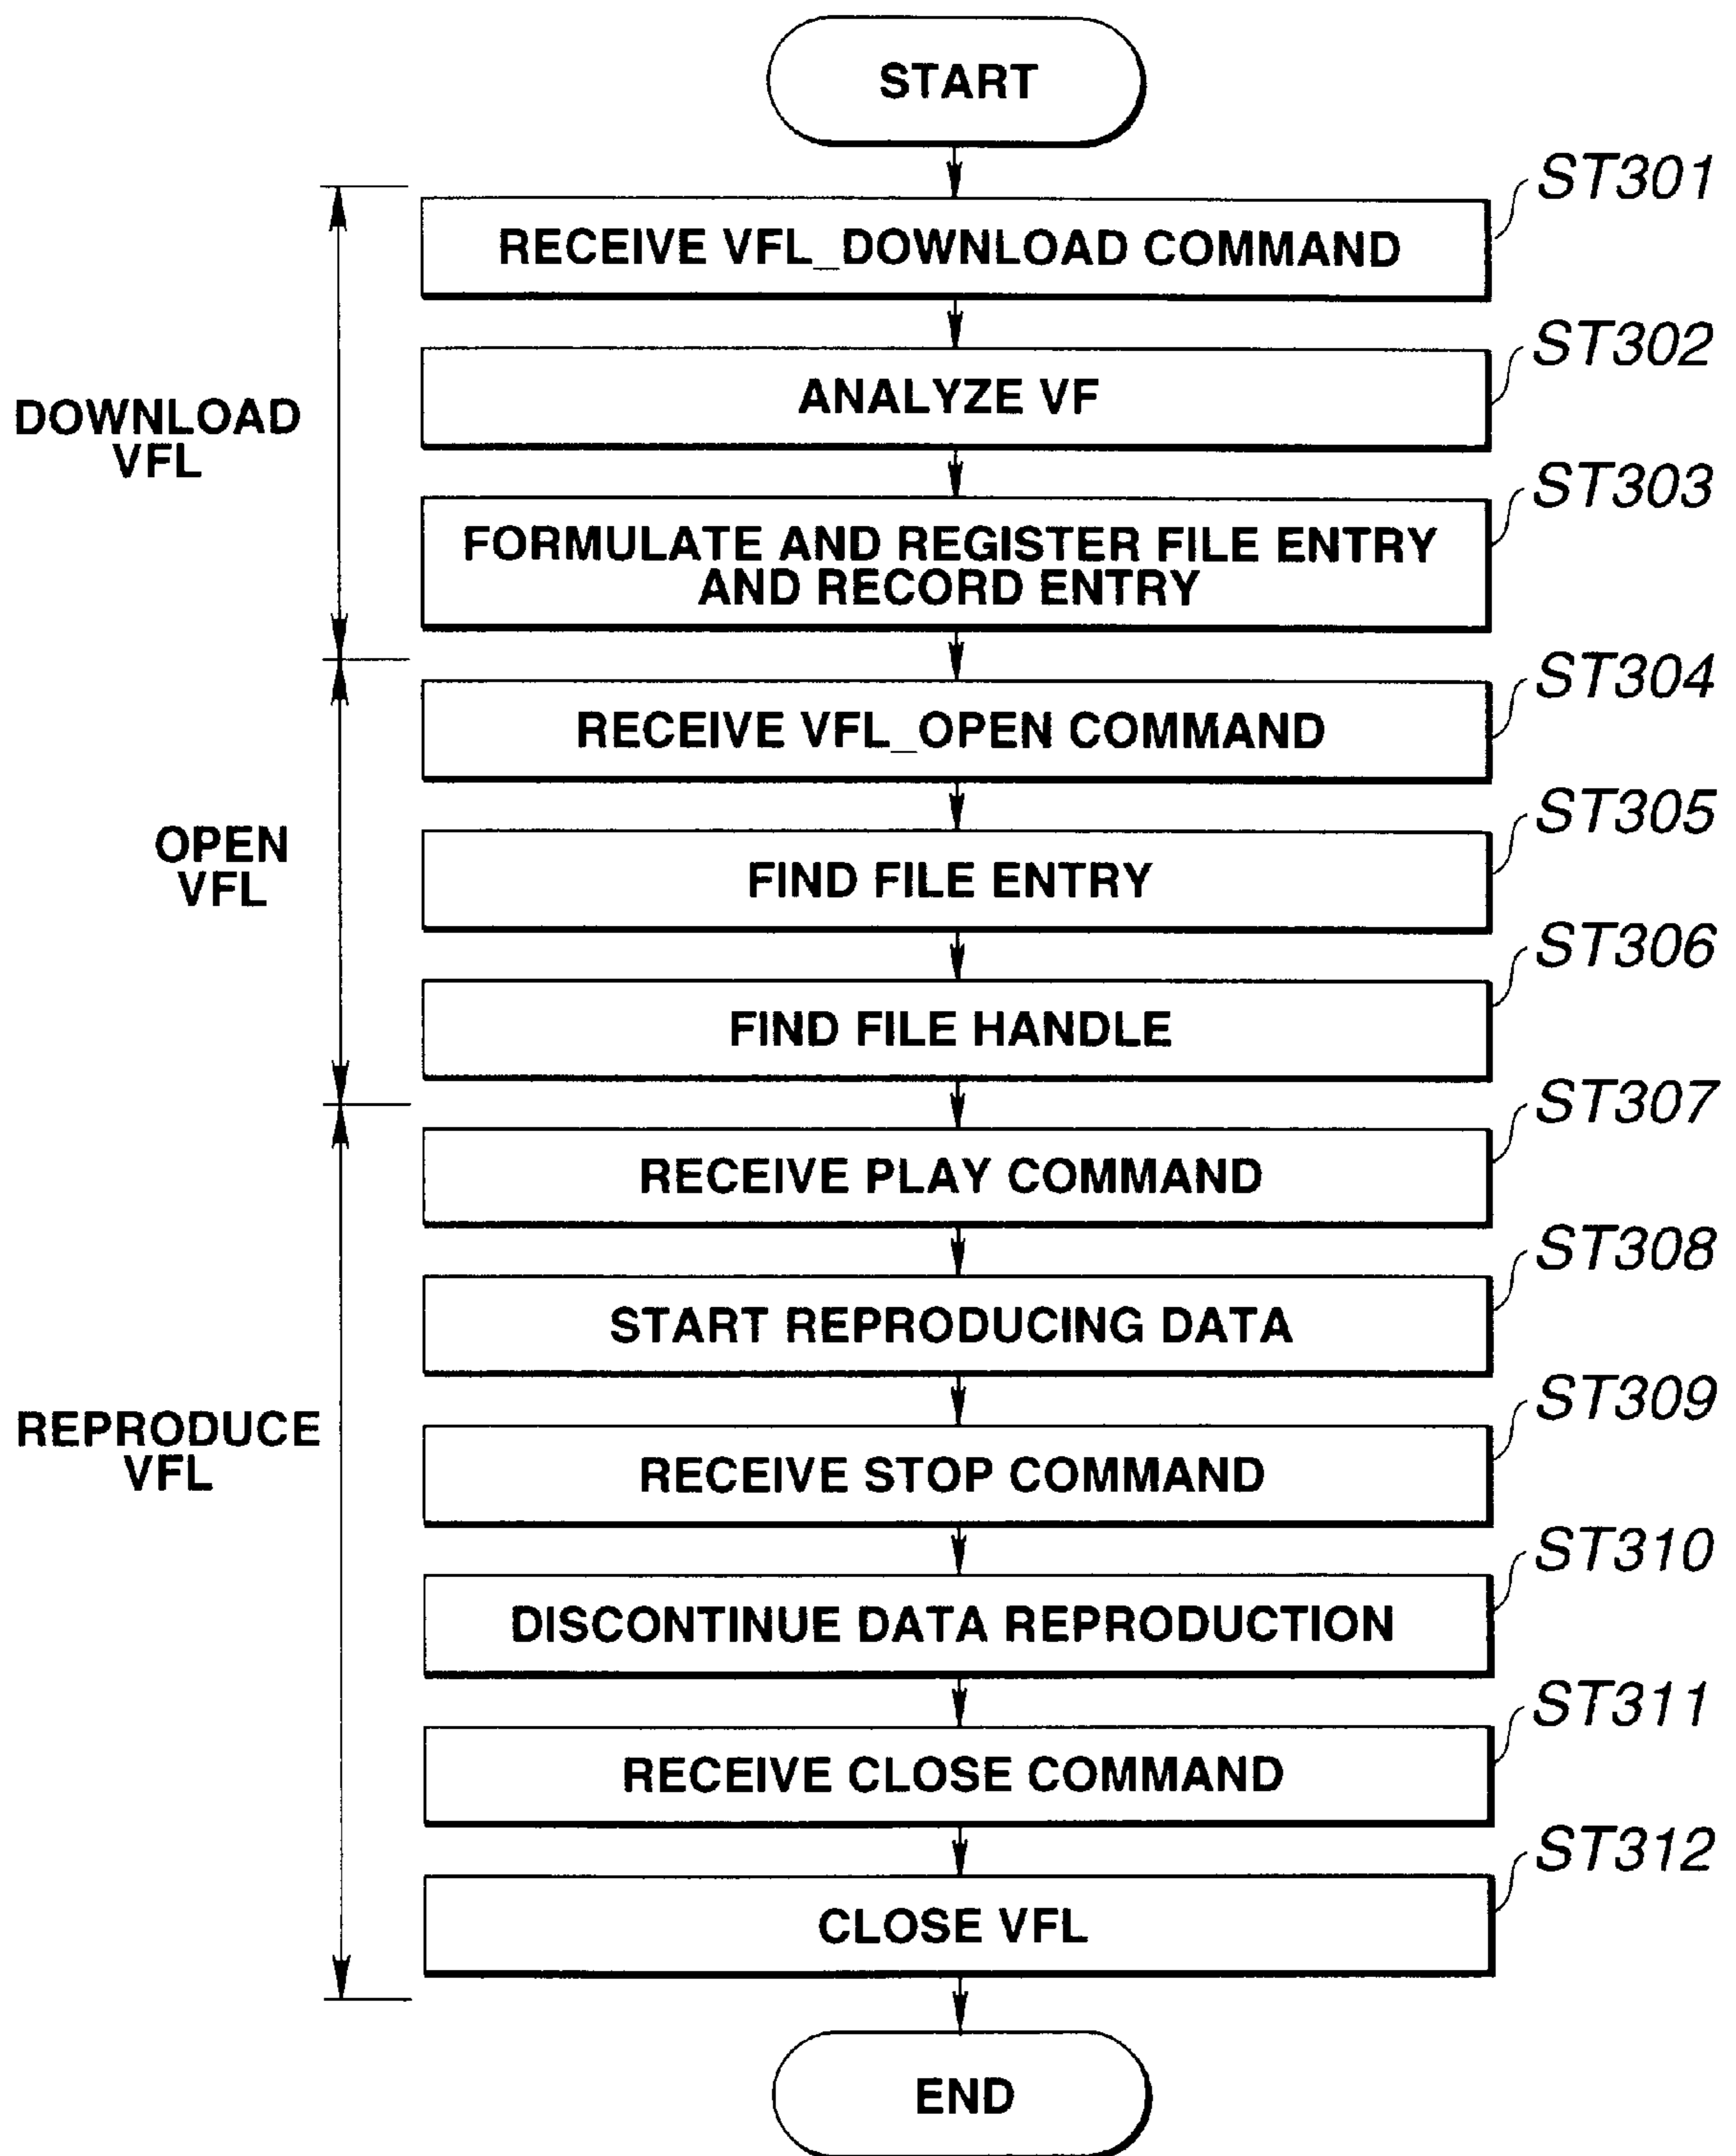 START
ST301
RECEIVE VFL_DOWNLOAD COMMAND
ST302
ANALYZE VF
DOWNLOAD
VFL
ST303
FORMULATE AND REGISTER FILE ENTRY
AND RECORD ENTRY
ST304
RECEIVE VFL_OPEN COMMAND
ST305
OPEN
VFL
FIND FILE ENTRY
ST306
FIND FILE HANDLE
ST307
RECEIVE PLAY COMMAND
ST308
START REPRODUCING DATA
ST309
REPRODUCE
VFL
RECEIVE STOP COMMAND
ST310
DISCONTINUE DATA REPRODUCTION
ST311
RECEIVE CLOSE COMMAND
ST312
CLOSE VFL
END